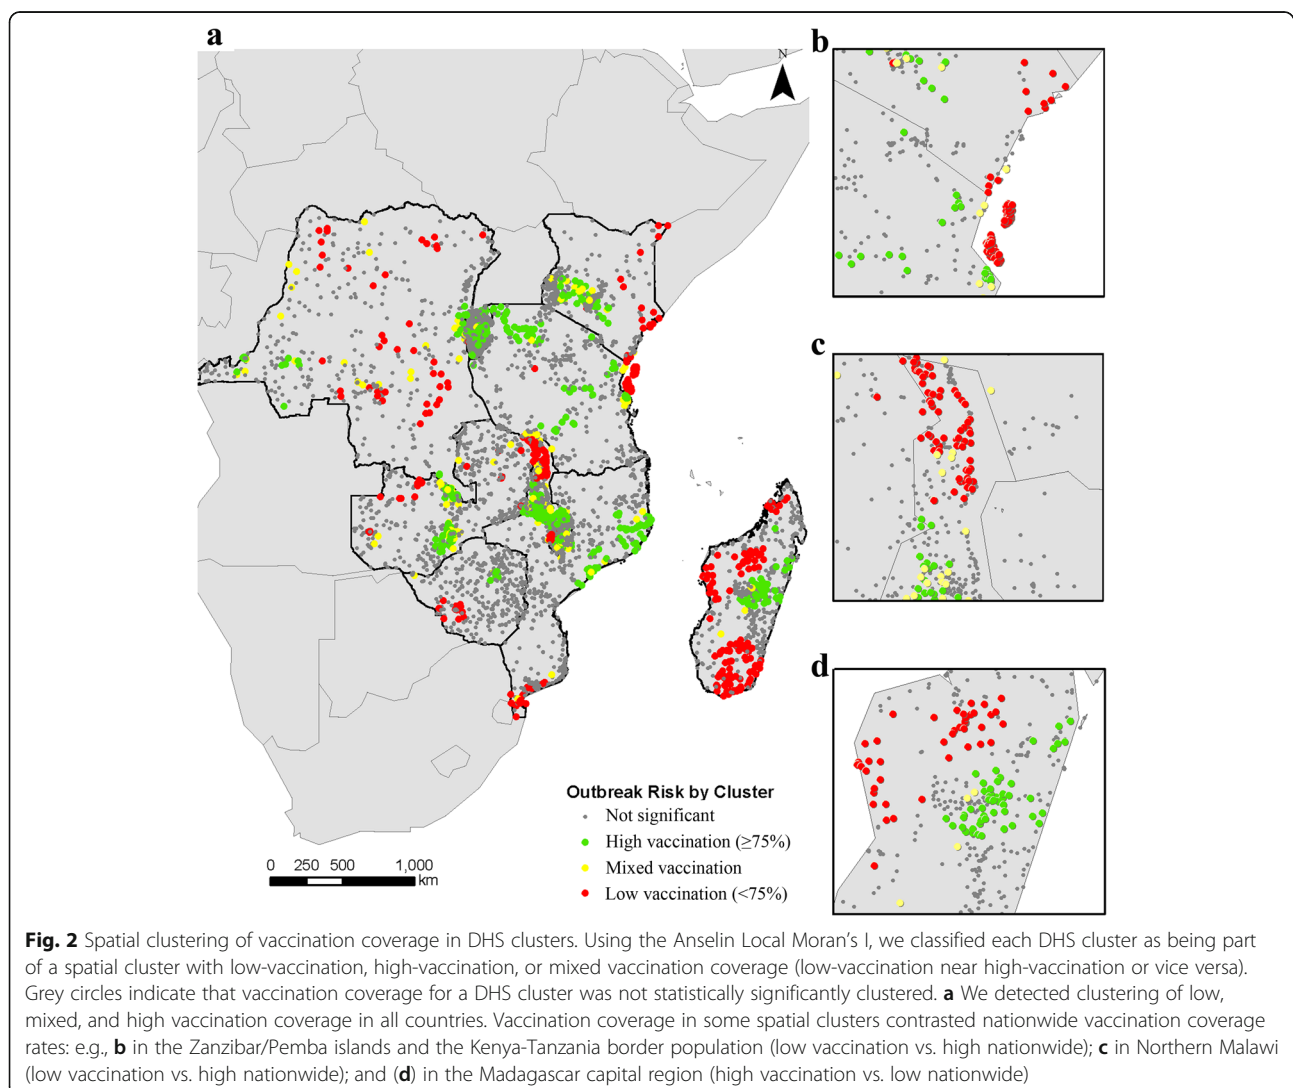 a
N
b
c
d
Outbreak Risk by Cluster
Not significant
High vaccination (≥75%)
Mixed vaccination
Low vaccination (<75%)
0 250 500 1,000
km
Fig. 2 Spatial clustering of vaccination coverage in DHS clusters. Using the Anselin Local Moran's I, we classified each DHS cluster as being part
of a spatial cluster with low-vaccination, high-vaccination, or mixed vaccination coverage (low-vaccination near high-vaccination or vice versa).
Grey circles indicate that vaccination coverage for a DHS cluster was not statistically significantly clustered. a We detected clustering of low,
mixed, and high vaccination coverage in all countries. Vaccination coverage in some spatial clusters contrasted nationwide vaccination coverage
rates: e.g., b in the Zanzibar/Pemba islands and the Kenya-Tanzania border population (low vaccination vs. high nationwide); c in Northern Malawi
(low vaccination vs. high nationwide); and (d) in the Madagascar capital region (high vaccination vs. low nationwide)